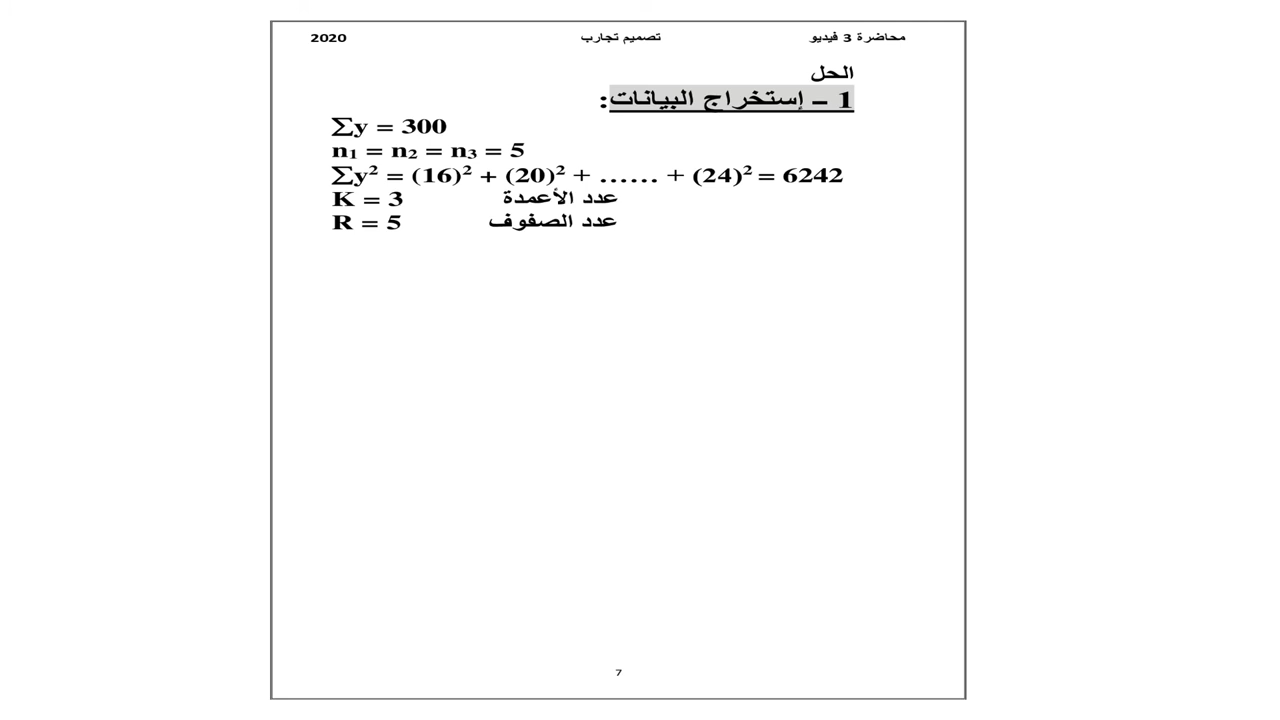 محاضرة 3 فيديو تصميم تجارب 2020
الحل
1 – إستخراج البيانات:
∑y = 300
n₁ = n₂ = n₃ = 5
∑y² = (16)² + (20)² + …… + (24)² = 6242
K = 3 عدد الأعمدة
R = 5 عدد الصفوف
7